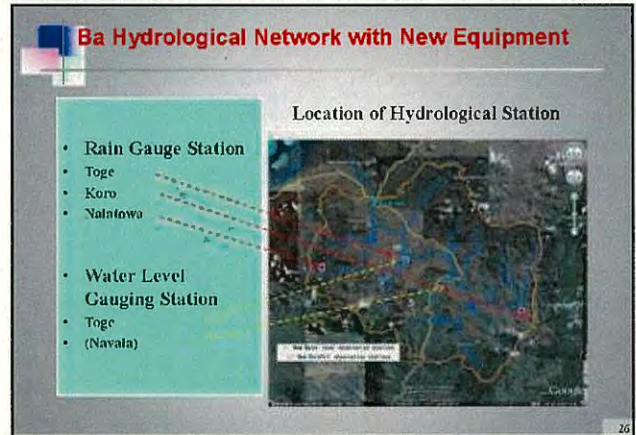 Ba Hydrological Network with New Equipment
Location of Hydrological Station
• Rain Gauge Station
• Toge
• Koro
• Nalatowa
• Water Level
Gauging Station
• Toge
• (Navala)
Google
26